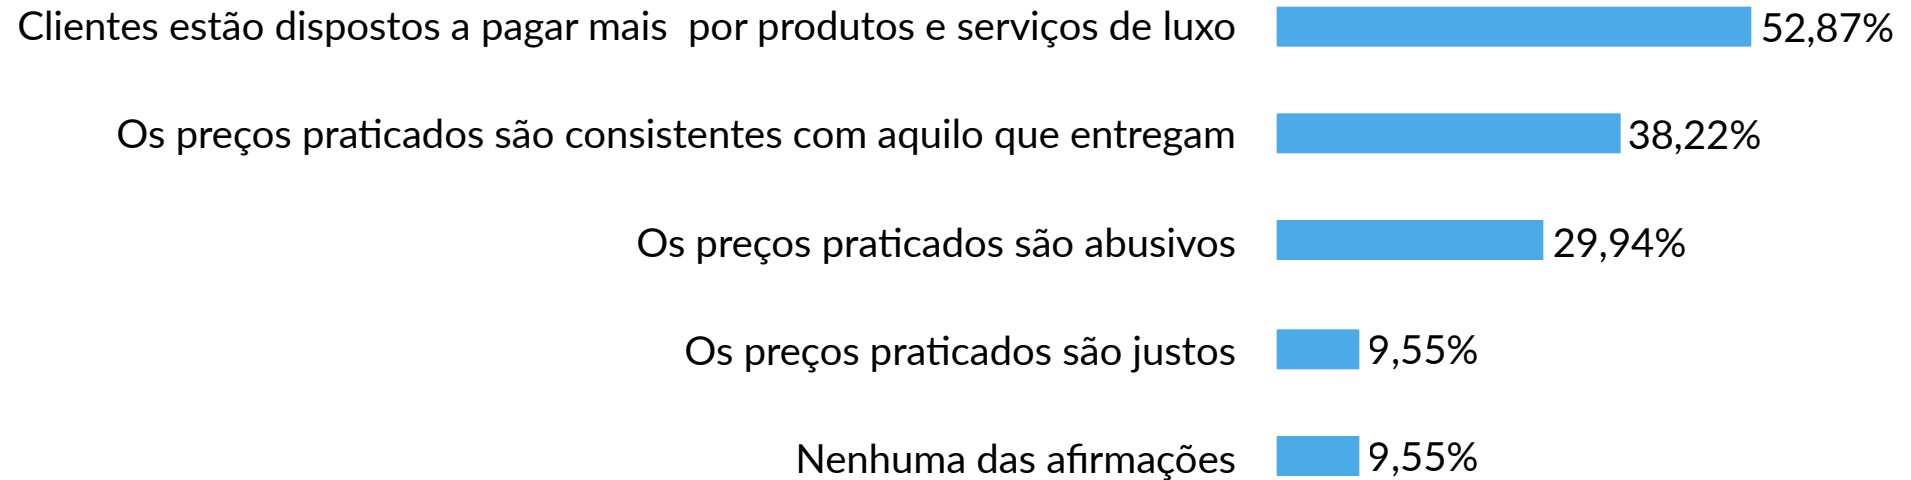 Clientes estão dispostos a pagar mais  por produtos e serviços de luxo 52,87%
Os preços praticados são consistentes com aquilo que entregam 38,22%
Os preços praticados são abusivos 29,94%
Os preços praticados são justos 9,55%
Nenhuma das afirmações 9,55%